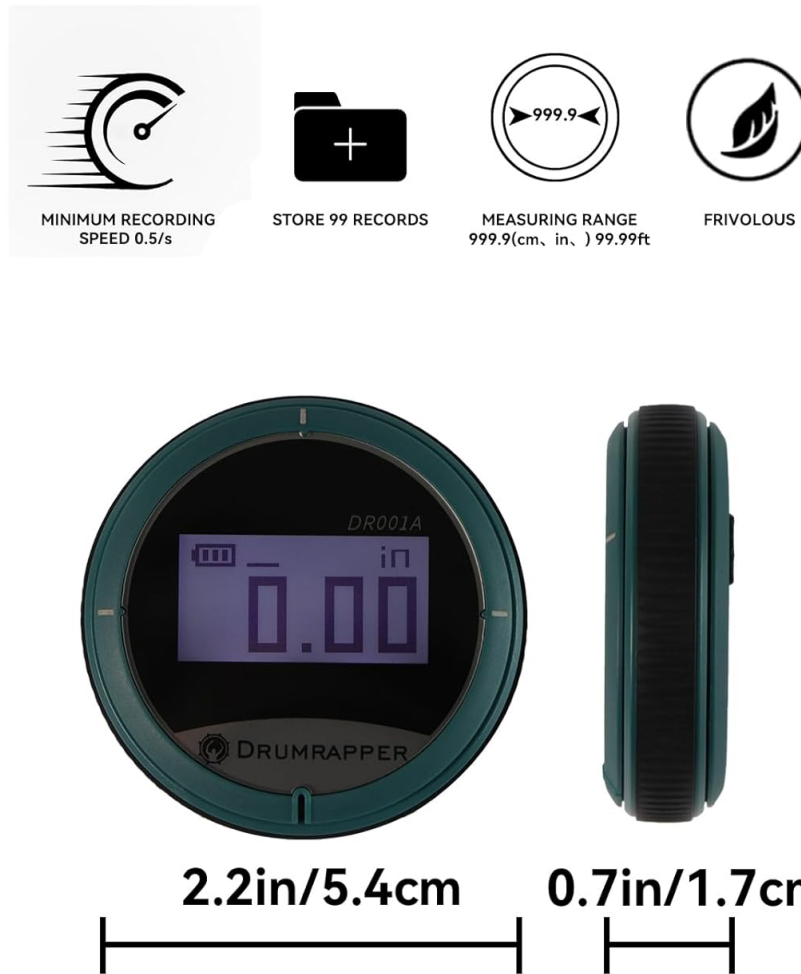 MINIMUM RECORDING
SPEED 0.5/s
STORE 99 RECORDS
999.9
MEASURING RANGE
999.9(cm、in、) 99.99ft
FRIVOLOUS
DR001A
in
0.00
DRUMRAPPER
2.2in/5.4cm
0.7in/1.7cm